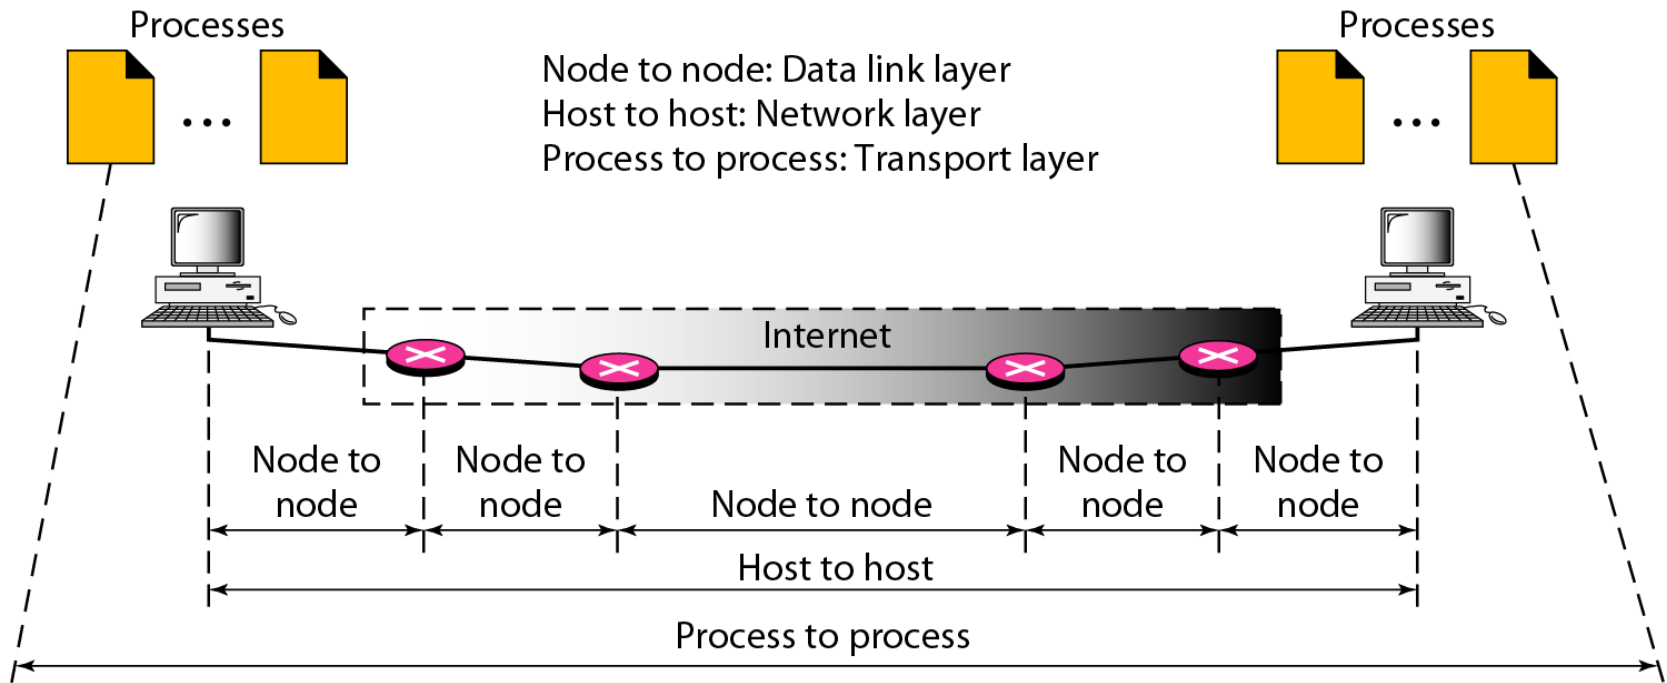 Processes
Processes
Node to node: Data link layer
Host to host: Network layer
Process to process: Transport layer
Internet
Node to
node
Node to
node
Node to node
Node to
node
Node to
node
Host to host
Process to process